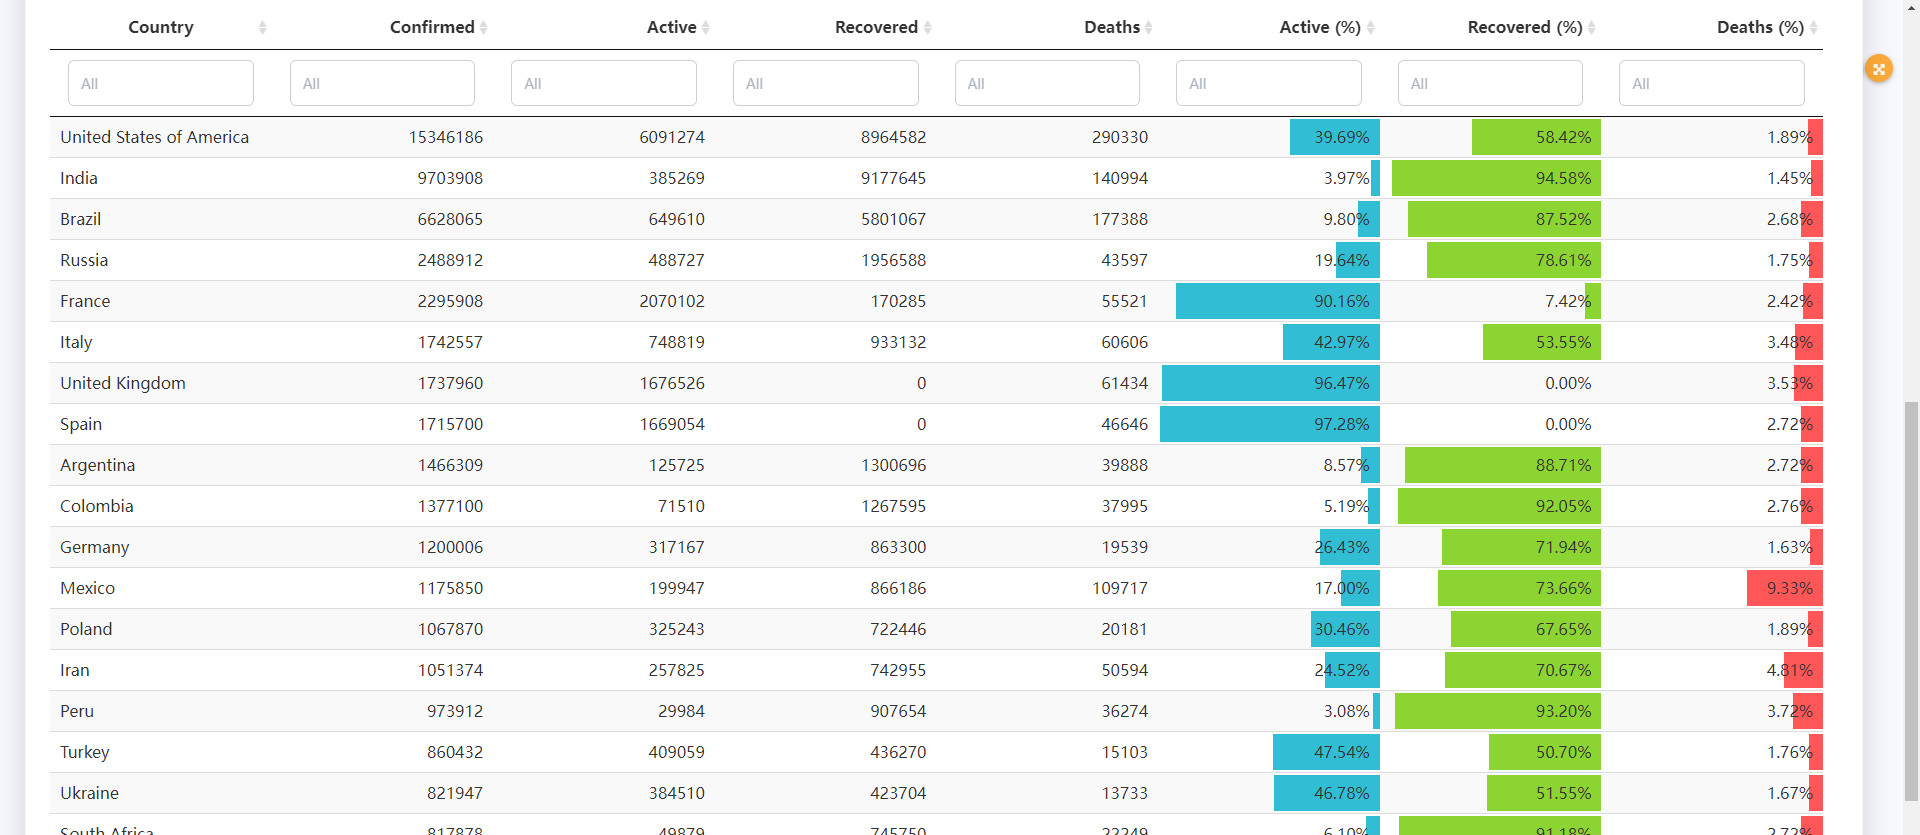 Country Confirmed Active Recovered Deaths Active (%) Recovered (%) Deaths (%)
All All All All All All All All
United States of America 15346186 6091274 8964582 290330 39.69% 58.42% 1.89%
India 9703908 385269 9177645 140994 3.97% 94.58% 1.45%
Brazil 6628065 649610 5801067 177388 9.80% 87.52% 2.68%
Russia 2488912 488727 1956588 43597 19.64% 78.61% 1.75%
France 2295908 2070102 170285 55521 90.16% 7.42% 2.42%
Italy 1742557 748819 933132 60606 42.97% 53.55% 3.48%
United Kingdom 1737960 1676526 0 61434 96.47% 0.00% 3.53%
Spain 1715700 1669054 0 46646 97.28% 0.00% 2.72%
Argentina 1466309 125725 1300696 39888 8.57% 88.71% 2.72%
Colombia 1377100 71510 1267595 37995 5.19% 92.05% 2.76%
Germany 1200006 317167 863300 19539 26.43% 71.94% 1.63%
Mexico 1175850 199947 866186 109717 17.00% 73.66% 9.33%
Poland 1067870 325243 722446 20181 30.46% 67.65% 1.89%
Iran 1051374 257825 742955 50594 24.52% 70.67% 4.81%
Peru 973912 29984 907654 36274 3.08% 93.20% 3.72%
Turkey 860432 409059 436270 15103 47.54% 50.70% 1.76%
Ukraine 821947 384510 423704 13733 46.78% 51.55% 1.67%
South Africa 817878 49879 745750 22249 6.10% 91.18% 2.72%